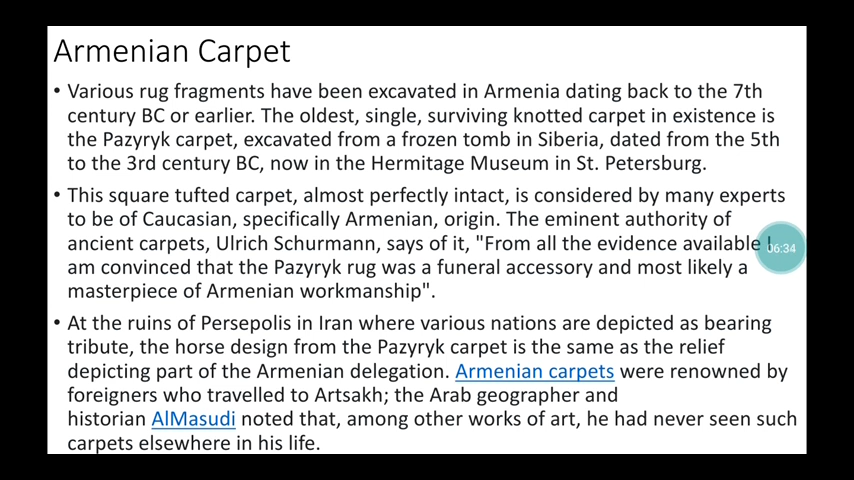 Armenian Carpet
• Various rug fragments have been excavated in Armenia dating back to the 7th
century BC or earlier. The oldest, single, surviving knotted carpet in existence is
the Pazyryk carpet, excavated from a frozen tomb in Siberia, dated from the 5th
to the 3rd century BC, now in the Hermitage Museum in St. Petersburg.
• This square tufted carpet, almost perfectly intact, is considered by many experts
to be of Caucasian, specifically Armenian, origin. The eminent authority of
ancient carpets, Ulrich Schurmann, says of it, "From all the evidence available I
06:34
am convinced that the Pazyryk rug was a funeral accessory and most likely a
masterpiece of Armenian workmanship".
• At the ruins of Persepolis in Iran where various nations are depicted as bearing
tribute, the horse design from the Pazyryk carpet is the same as the relief
depicting part of the Armenian delegation. Armenian carpets were renowned by
foreigners who travelled to Artsakh; the Arab geographer and
historian AlMasudi noted that, among other works of art, he had never seen such
carpets elsewhere in his life.